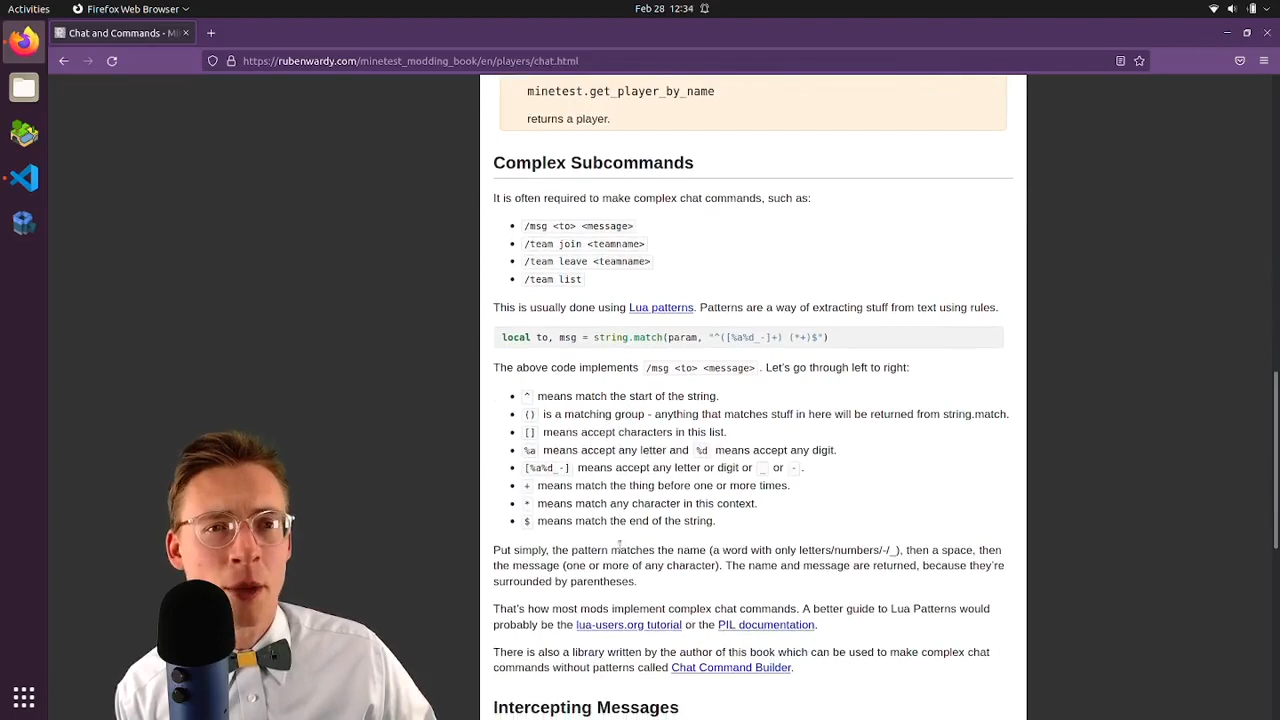 Activities
Firefox Web Browser
Feb 28 12:34
Chat and Commands - Mi
https://rubenwardy.com/minetest_modding_book/en/players/chat.html
minetest.get_player_by_name
returns a player.
Complex Subcommands
It is often required to make complex chat commands, such as:
• /msg <to> <message>
• /team join <teamname>
• /team leave <teamname>
• /team list
This is usually done using Lua patterns. Patterns are a way of extracting stuff from text using rules.
local to, msg = string.match(param, "^([%a%d_-]+) (*+)$")
The above code implements /msg <to> <message> . Let's go through left to right:
• ^ means match the start of the string.
• () is a matching group - anything that matches stuff in here will be returned from string.match.
• [] means accept characters in this list.
• %a means accept any letter and %d means accept any digit.
• [%a%d_-] means accept any letter or digit or _ or - .
• + means match the thing before one or more times.
• * means match any character in this context.
• $ means match the end of the string.
Put simply, the pattern matches the name (a word with only letters/numbers/-/_), then a space, then
the message (one or more of any character). The name and message are returned, because they're
surrounded by parentheses.
That's how most mods implement complex chat commands. A better guide to Lua Patterns would
probably be the lua-users.org tutorial or the PIL documentation.
There is also a library written by the author of this book which can be used to make complex chat
commands without patterns called Chat Command Builder.
Intercepting Messages